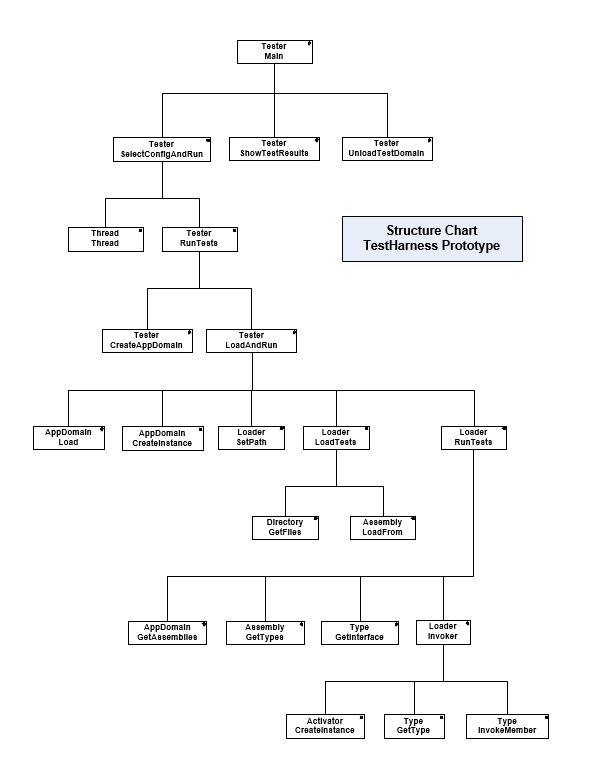 Tester
Main
Tester
SelectConfigAndRun
Tester
ShowTestResults
Tester
UnloadTestDomain
Thread
Thread
Tester
RunTests
Structure Chart
TestHarness Prototype
Tester
CreateAppDomain
Tester
LoadAndRun
AppDomain
Load
AppDomain
CreateInstance
Loader
SetPath
Loader
LoadTests
Loader
RunTests
Directory
GetFiles
Assembly
LoadFrom
AppDomain
GetAssemblies
Assembly
GetTypes
Type
GetInterface
Loader
Invoker
Activator
CreateInstance
Type
GetType
Type
InvokeMember